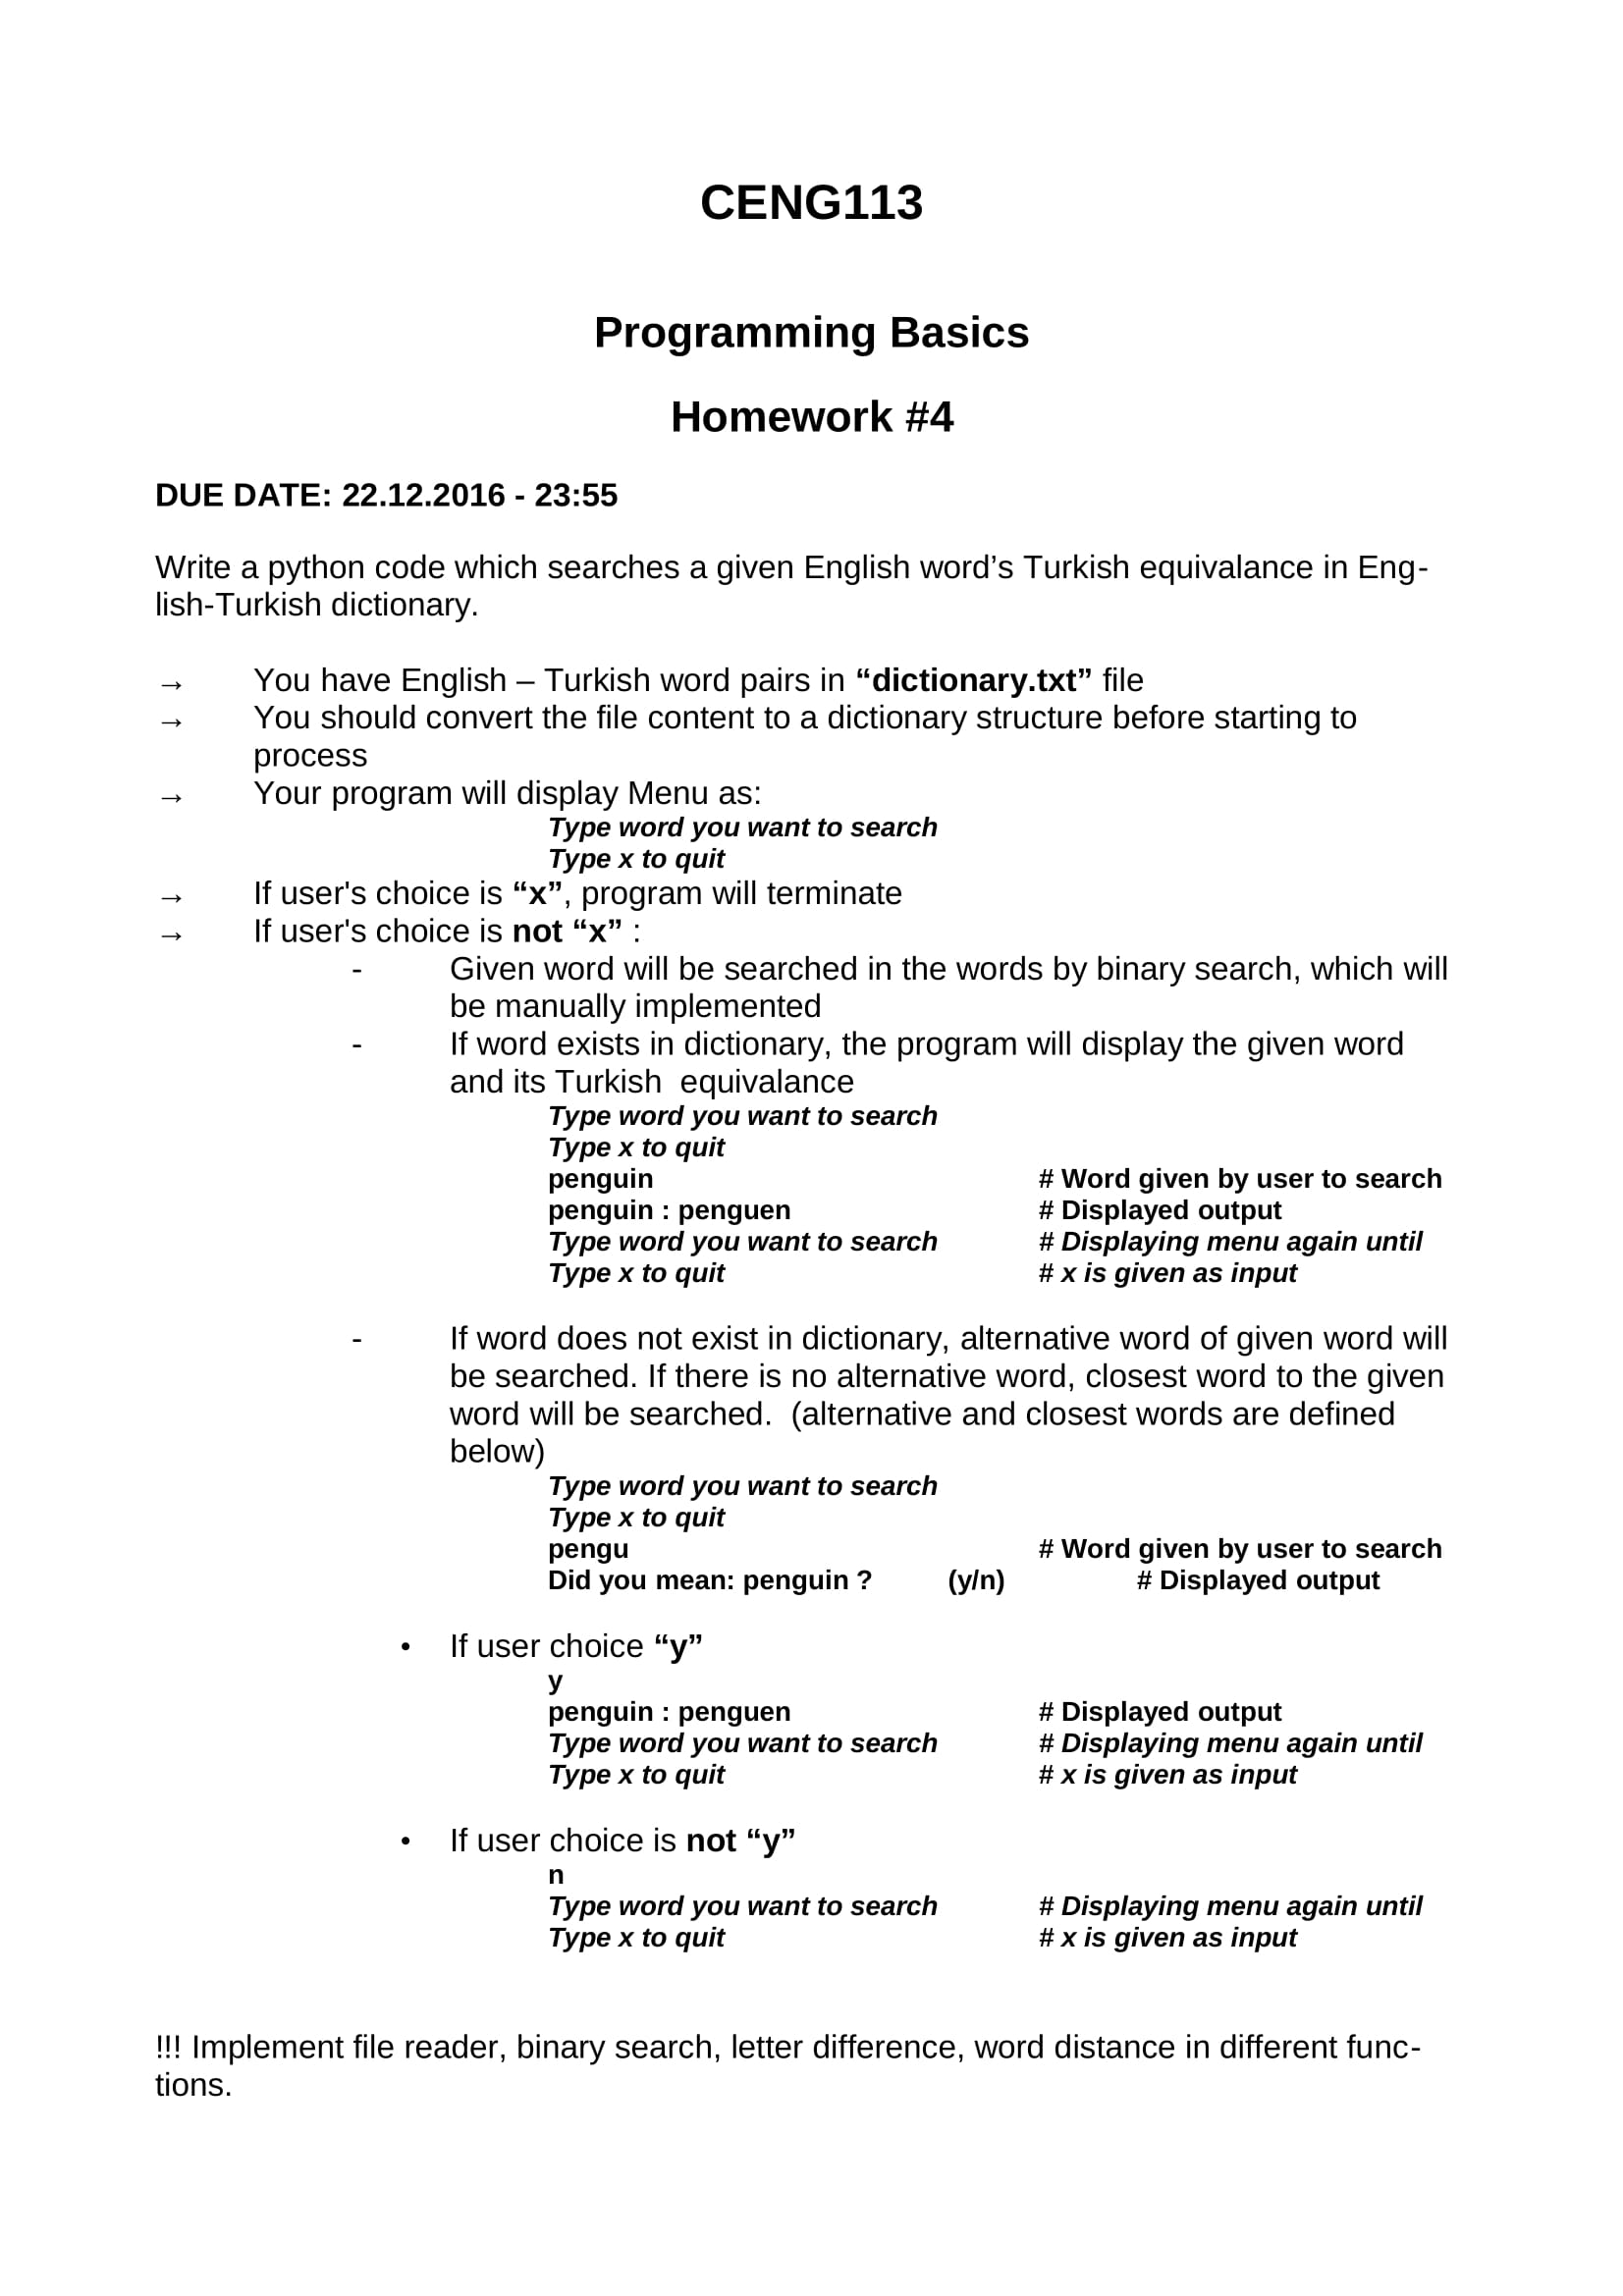 CENG113
Programming Basics
Homework #4
DUE DATE: 22.12.2016 - 23:55
Write a python code which searches a given English word’s Turkish equivalance in Eng-
lish-Turkish dictionary.
→ You have English – Turkish word pairs in “dictionary.txt” file
→ You should convert the file content to a dictionary structure before starting to
process
→ Your program will display Menu as:
Type word you want to search
Type x to quit
→ If user's choice is “x”, program will terminate
→ If user's choice is not “x” :
- Given word will be searched in the words by binary search, which will
be manually implemented
- If word exists in dictionary, the program will display the given word
and its Turkish  equivalance
Type word you want to search
Type x to quit
penguin # Word given by user to search
penguin : penguen # Displayed output
Type word you want to search # Displaying menu again until
Type x to quit # x is given as input
- If word does not exist in dictionary, alternative word of given word will
be searched. If there is no alternative word, closest word to the given
word will be searched.  (alternative and closest words are defined
below)
Type word you want to search
Type x to quit
pengu # Word given by user to search
Did you mean: penguin ? (y/n) # Displayed output
• If user choice “y”
y
penguin : penguen # Displayed output
Type word you want to search # Displaying menu again until
Type x to quit # x is given as input
• If user choice is not “y”
n
Type word you want to search # Displaying menu again until
Type x to quit # x is given as input
!!! Implement file reader, binary search, letter difference, word distance in different func-
tions.